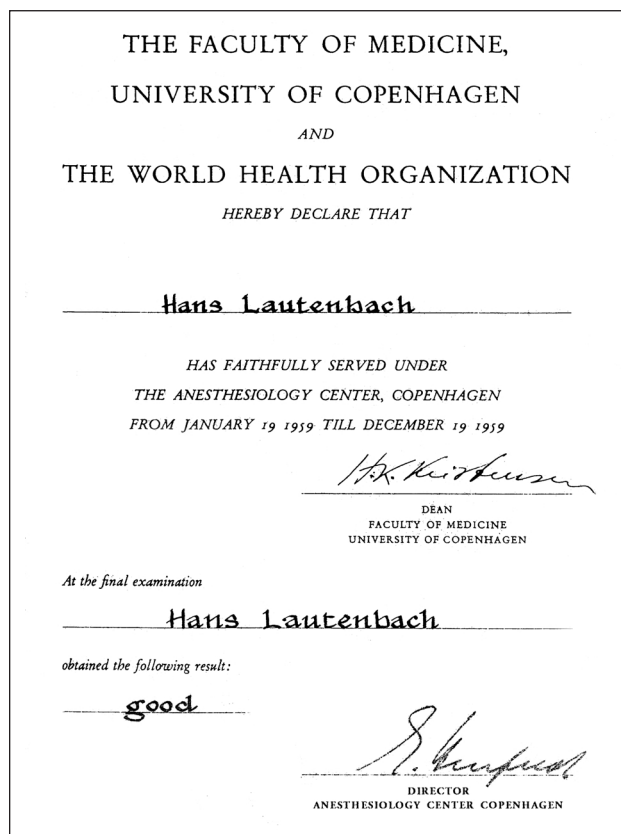 THE FACULTY OF MEDICINE,
UNIVERSITY OF COPENHAGEN
AND
THE WORLD HEALTH ORGANIZATION
HEREBY DECLARE THAT
Hans Lautenbach
HAS FAITHFULLY SERVED UNDER
THE ANESTHESIOLOGY CENTER, COPENHAGEN
FROM JANUARY 19 1959 TILL DECEMBER 19 1959
H.K.
DEAN
FACULTY OF MEDICINE
UNIVERSITY OF COPENHAGEN
At the final examination
Hans Lautenbach
obtained the following result:
good
DIRECTOR
ANESTHESIOLOGY CENTER COPENHAGEN